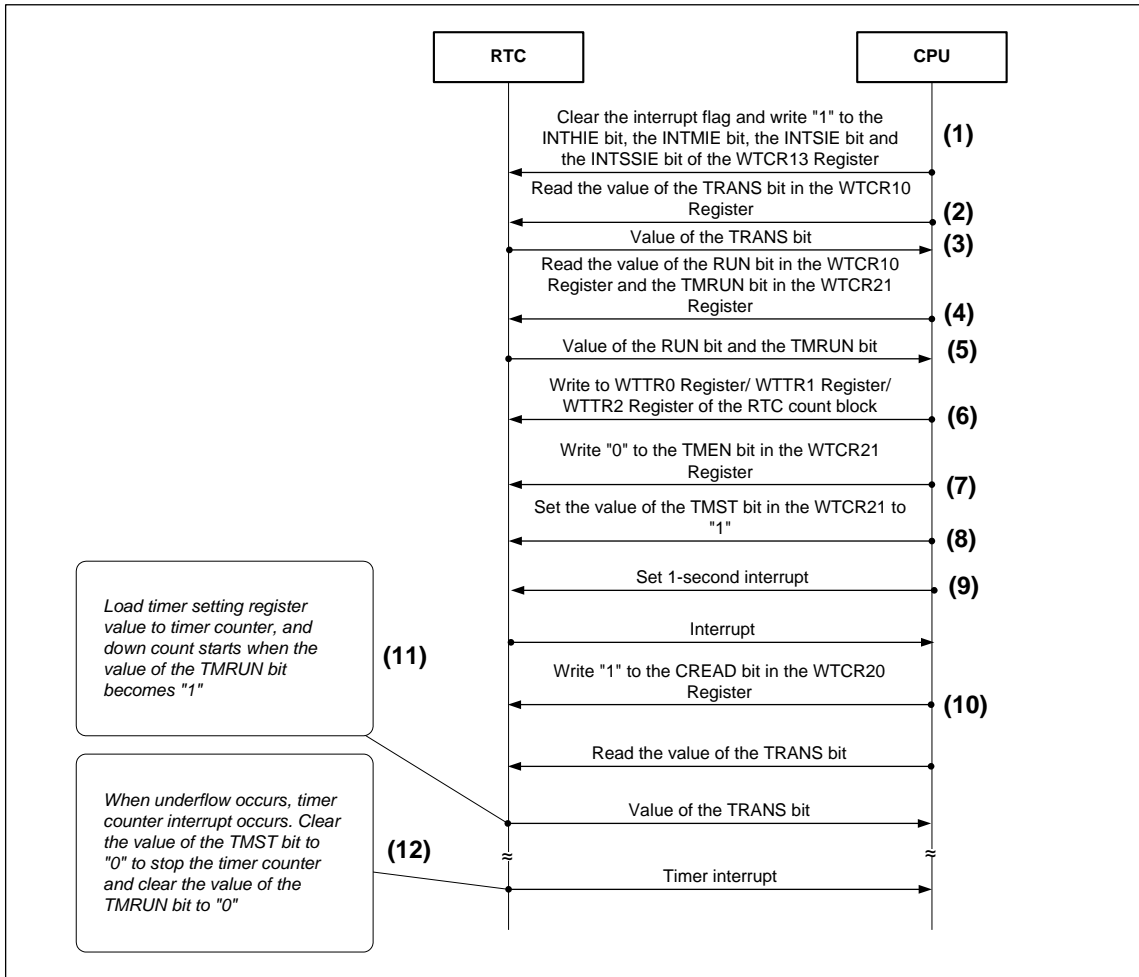 RTC
CPU
Clear the interrupt flag and write "1" to the
INTHIE bit, the INTMIE bit, the INTSIE bit and
the INTSSIE bit of the WTCR13 Register
(1)
Read the value of the TRANS bit in the WTCR10
Register
(2)
Value of the TRANS bit
(3)
Read the value of the RUN bit in the WTCR10
Register and the TMRUN bit in the WTCR21
Register
(4)
Value of the RUN bit and the TMRUN bit
(5)
Write to WTTR0 Register/ WTTR1 Register/
WTTR2 Register of the RTC count block
(6)
Write "0" to the TMEN bit in the WTCR21
Register
(7)
Set the value of the TMST bit in the WTCR21 to
"1"
(8)
Set 1-second interrupt
(9)
Interrupt
Write "1" to the CREAD bit in the WTCR20
Register
(10)
Load timer setting register
value to timer counter, and
down count starts when the
value of the TMRUN bit
becomes "1"
(11)
Read the value of the TRANS bit
Value of the TRANS bit
When underflow occurs, timer
counter interrupt occurs. Clear
the value of the TMST bit to
"0" to stop the timer counter
and clear the value of the
TMRUN bit to "0"
(12)
Timer interrupt